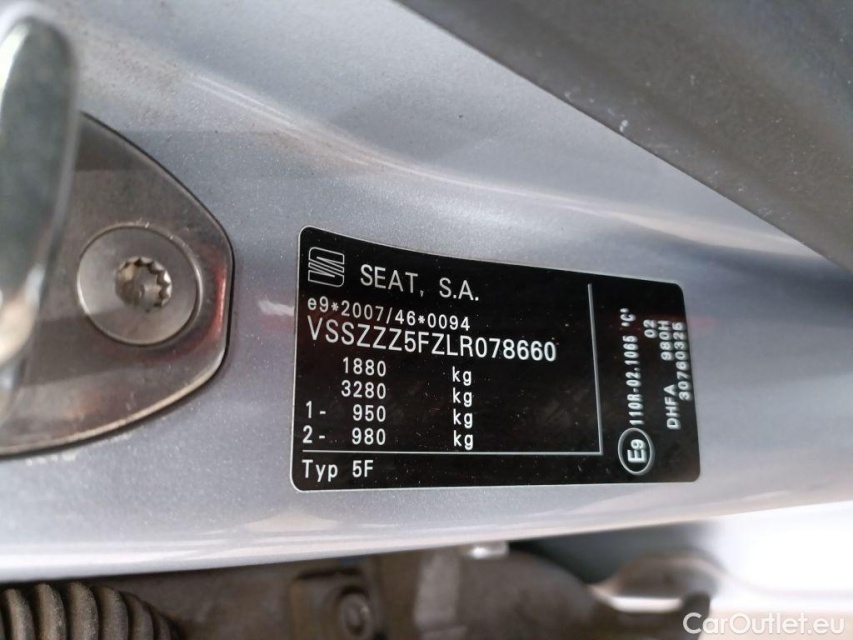 SEAT, S.A.
e9*2007/46*0094
VSSZZZ5FZLR078660
1880 kg
3280 kg
1- 950 kg
2- 980 kg
Typ 5F
E9 110R-02.1065 "C"
02
DHFA 980H
30760325
CarOutlet.eu